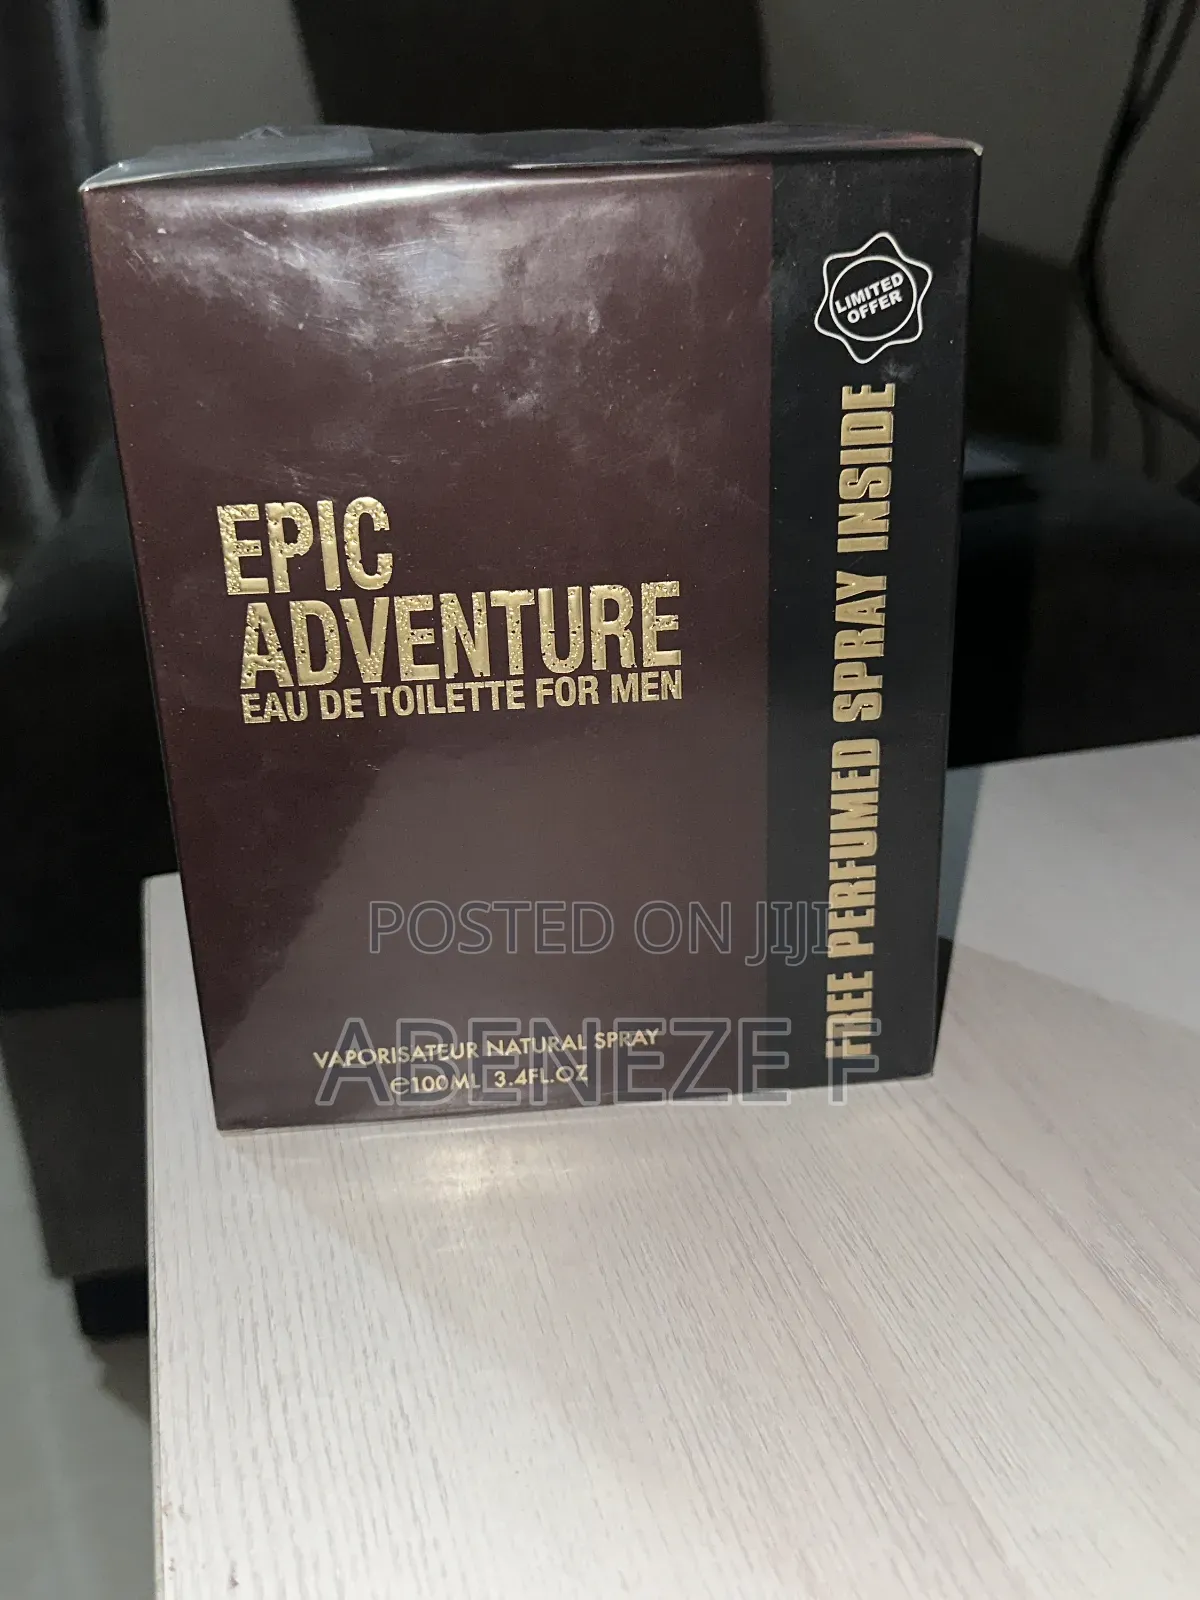 EPIC
ADVENTURE
EAU DE TOILETTE FOR MEN
LIMITED
OFFER
FREE PERFUMED SPRAY INSIDE
POSTED ON JIJI
ABENEZE F
VAPORISATEUR NATURAL SPRAY
℮100ML 3.4FL.OZ